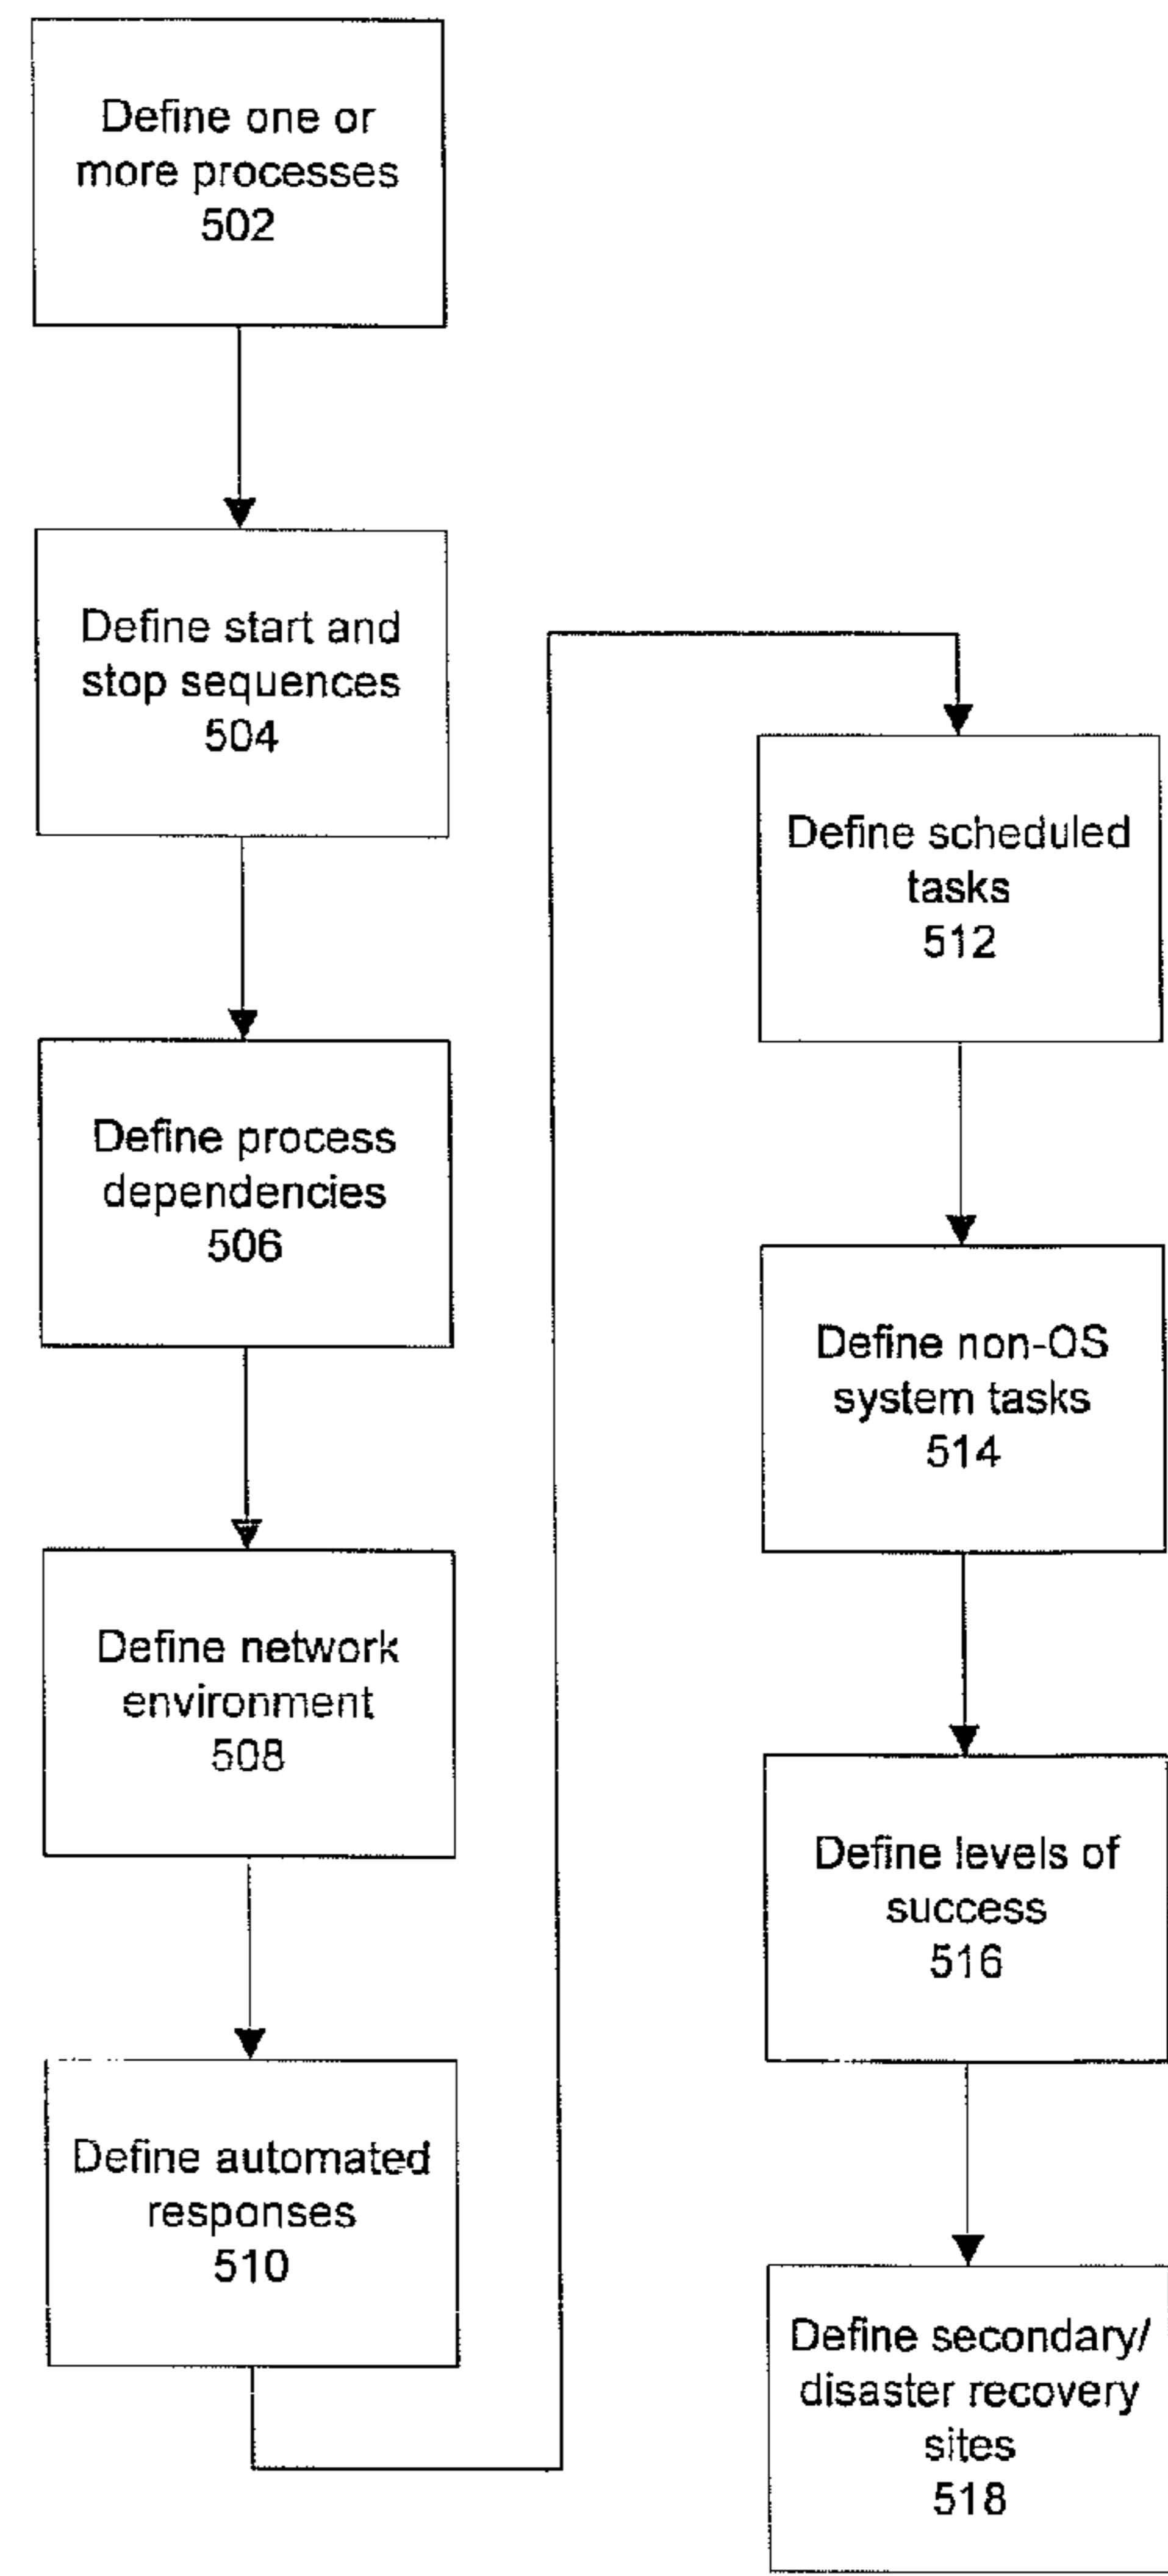 Define one or
more processes
502
Define start and
stop sequences
504
Define process
dependencies
506
Define network
environment
508
Define automated
responses
510
Define scheduled
tasks
512
Define non-OS
system tasks
514
Define levels of
success
516
Define secondary/
disaster recovery
sites
518